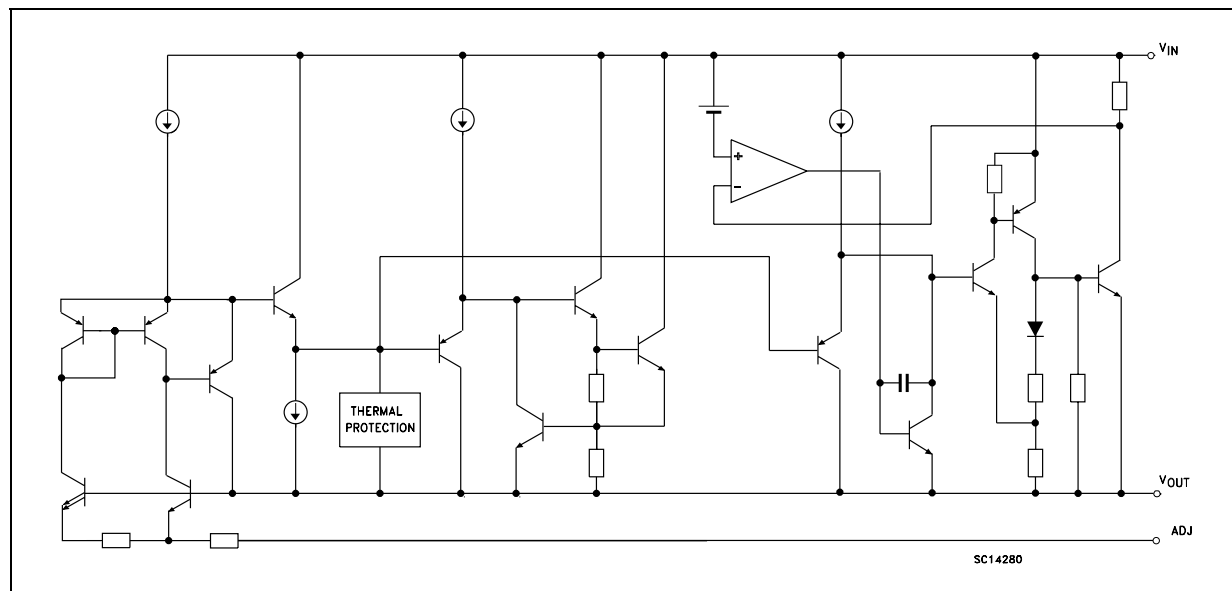 VIN
+
−
THERMAL
PROTECTION
VOUT
ADJ
SC14280